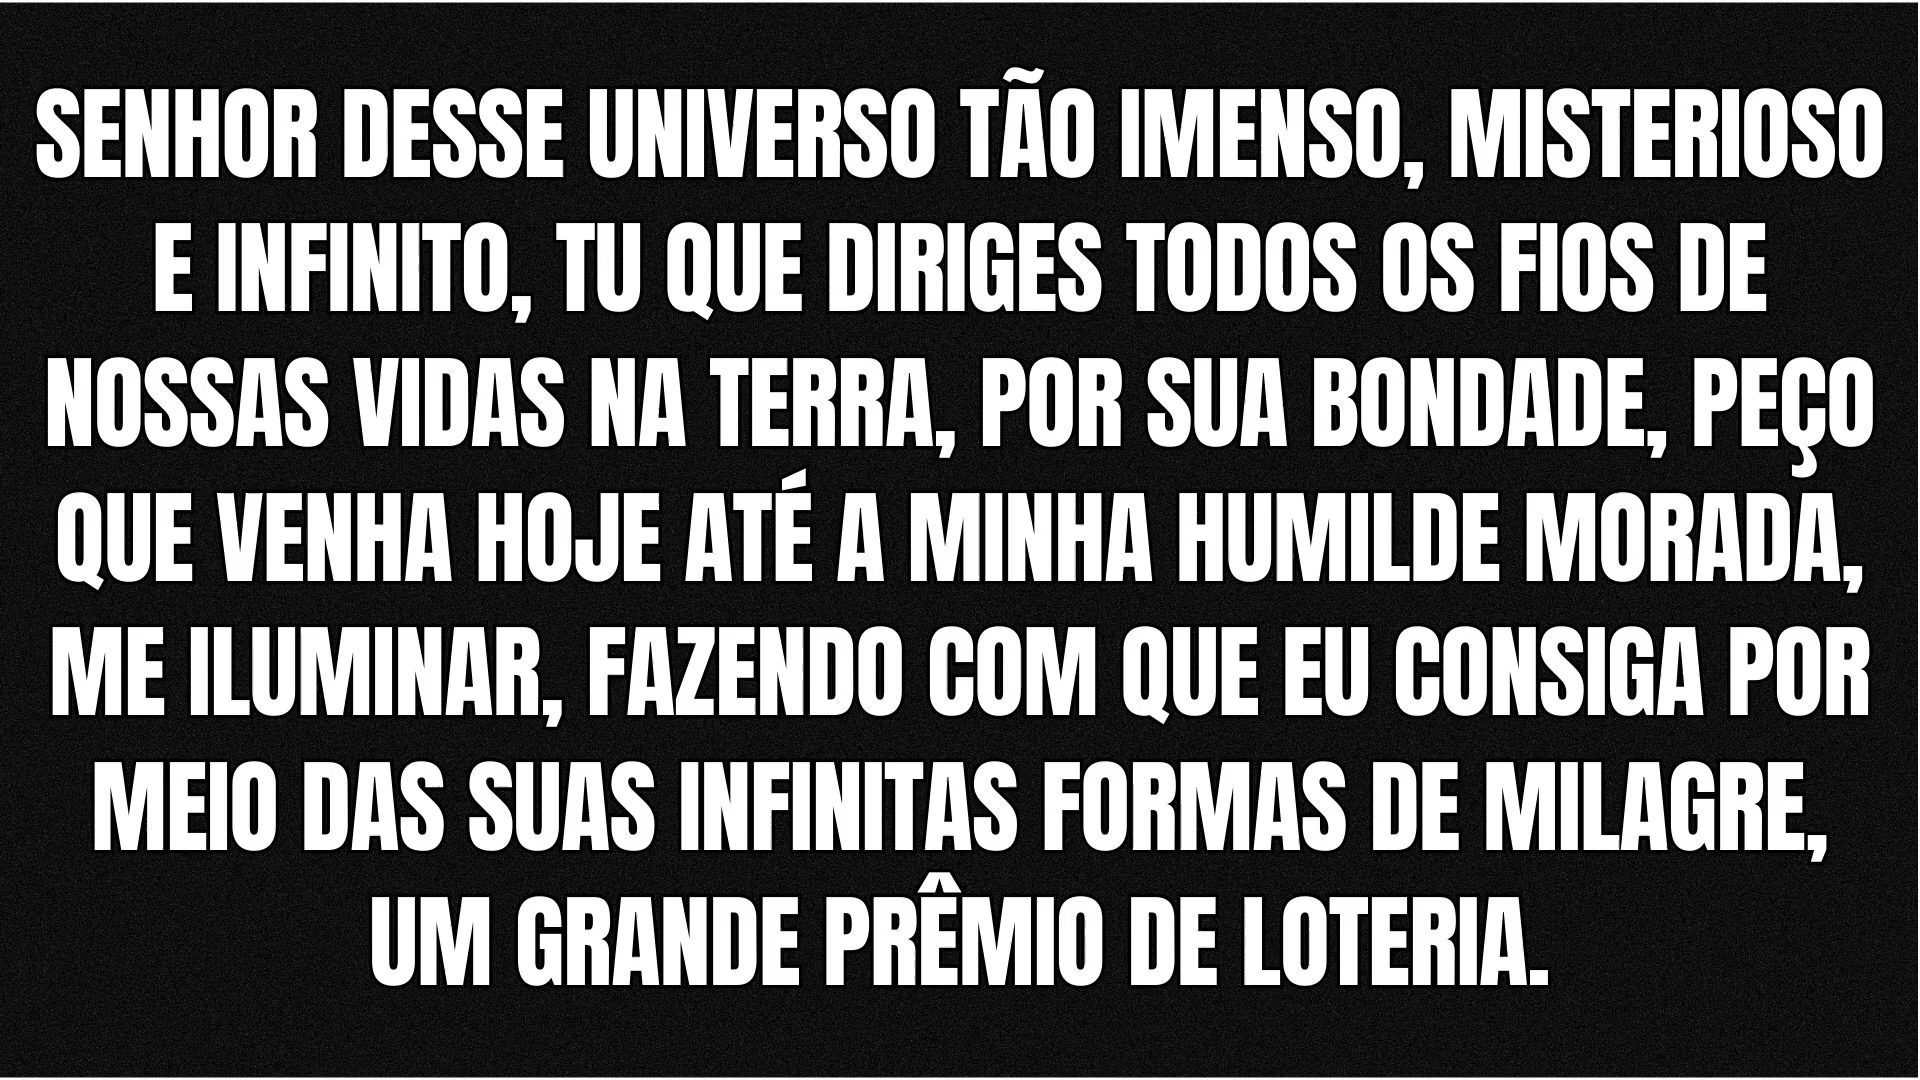 SENHOR DESSE UNIVERSO TÃO IMENSO, MISTERIOSO
E INFINITO, TU QUE DIRIGES TODOS OS FIOS DE
NOSSAS VIDAS NA TERRA, POR SUA BONDADE, PEÇO
QUE VENHA HOJE ATÉ A MINHA HUMILDE MORADA,
ME ILUMINAR, FAZENDO COM QUE EU CONSIGA POR
MEIO DAS SUAS INFINITAS FORMAS DE MILAGRE,
UM GRANDE PRÊMIO DE LOTERIA.